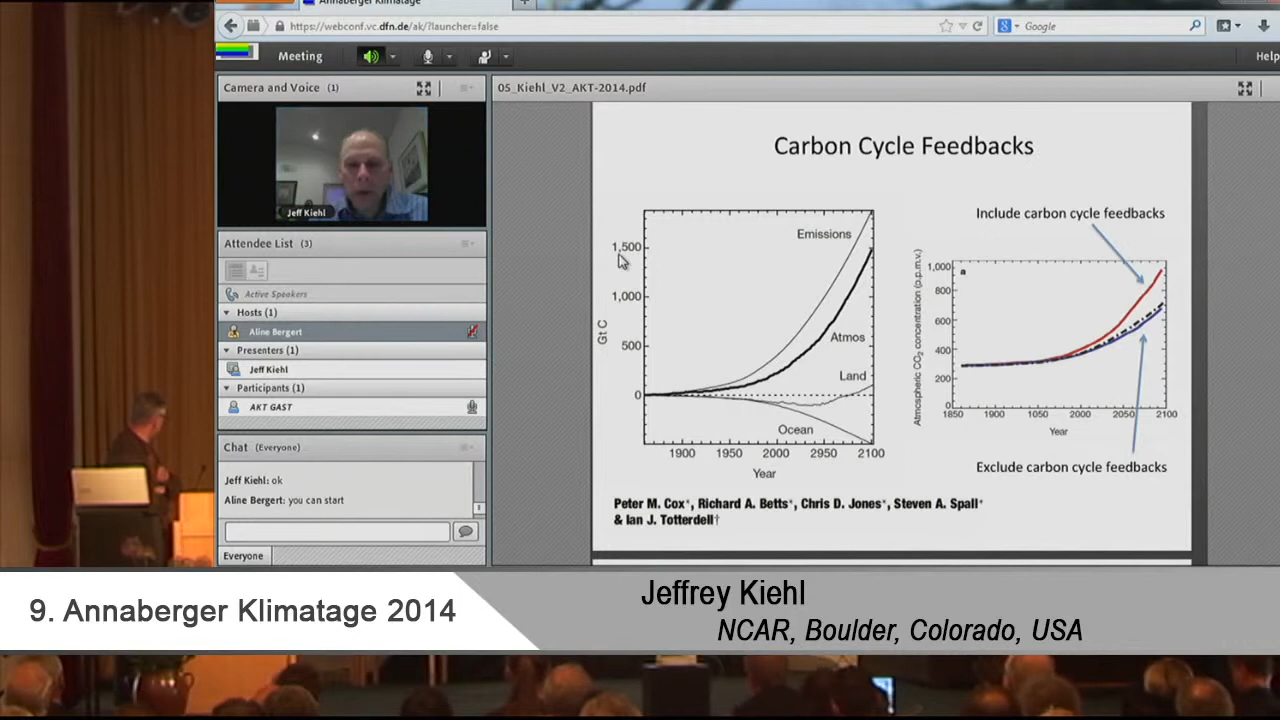 Annaberger Klimatage
https://webconf.vc.dfn.de/ak/?launcher=false
Google
Meeting
Help
Camera and Voice (1)
Jeff Kiehl
Attendee List (3)
Active Speakers
Hosts (1)
Aline Bergert
Presenters (1)
Jeff Kiehl
Participants (1)
AKT GAST
Chat (Everyone)
Jeff Kiehl: ok
Aline Bergert: you can start
Everyone
05_Kiehl_V2_AKT-2014.pdf
Carbon Cycle Feedbacks
Emissions
Atmos
Land
Ocean
Gt C
1,500
1,000
500
0
1900
1950
2000
2950
2100
Year
Include carbon cycle feedbacks
a
Atmospheric CO2 concentration (p.p.m.v.)
1,000
800
600
400
200
0
1850
1900
1050
2000
2050
2100
Year
Exclude carbon cycle feedbacks
Peter M. Cox*, Richard A. Betts*, Chris D. Jones*, Steven A. Spall*
& Ian J. Totterdell†
9. Annaberger Klimatage 2014
Jeffrey Kiehl
NCAR, Boulder, Colorado, USA